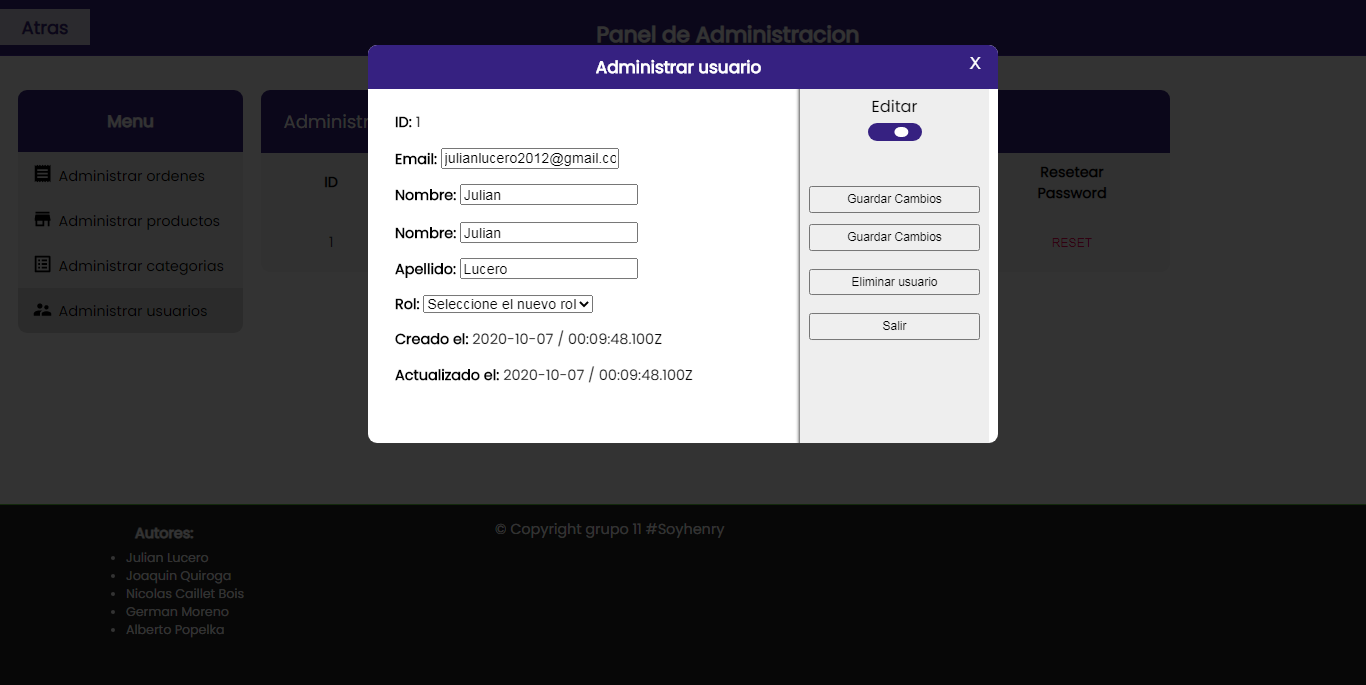 Atras
Panel de Administracion
Administrar usuario
X
Menu
Administrar ordenes
Administrar productos
Administrar categorias
Administrar usuarios
Administr
ID
1
Resetear
Password
RESET
ID: 1
Email: julianlucero2012@gmail.cc
Nombre: Julian
Nombre: Julian
Apellido: Lucero
Rol: Seleccione el nuevo rol
Creado el: 2020-10-07 / 00:09:48.100Z
Actualizado el: 2020-10-07 / 00:09:48.100Z
Editar
Guardar Cambios
Guardar Cambios
Eliminar usuario
Salir
Autores:
Julian Lucero
Joaquin Quiroga
Nicolas Caillet Bois
German Moreno
Alberto Popelka
© Copyright grupo 11 #Soyhenry